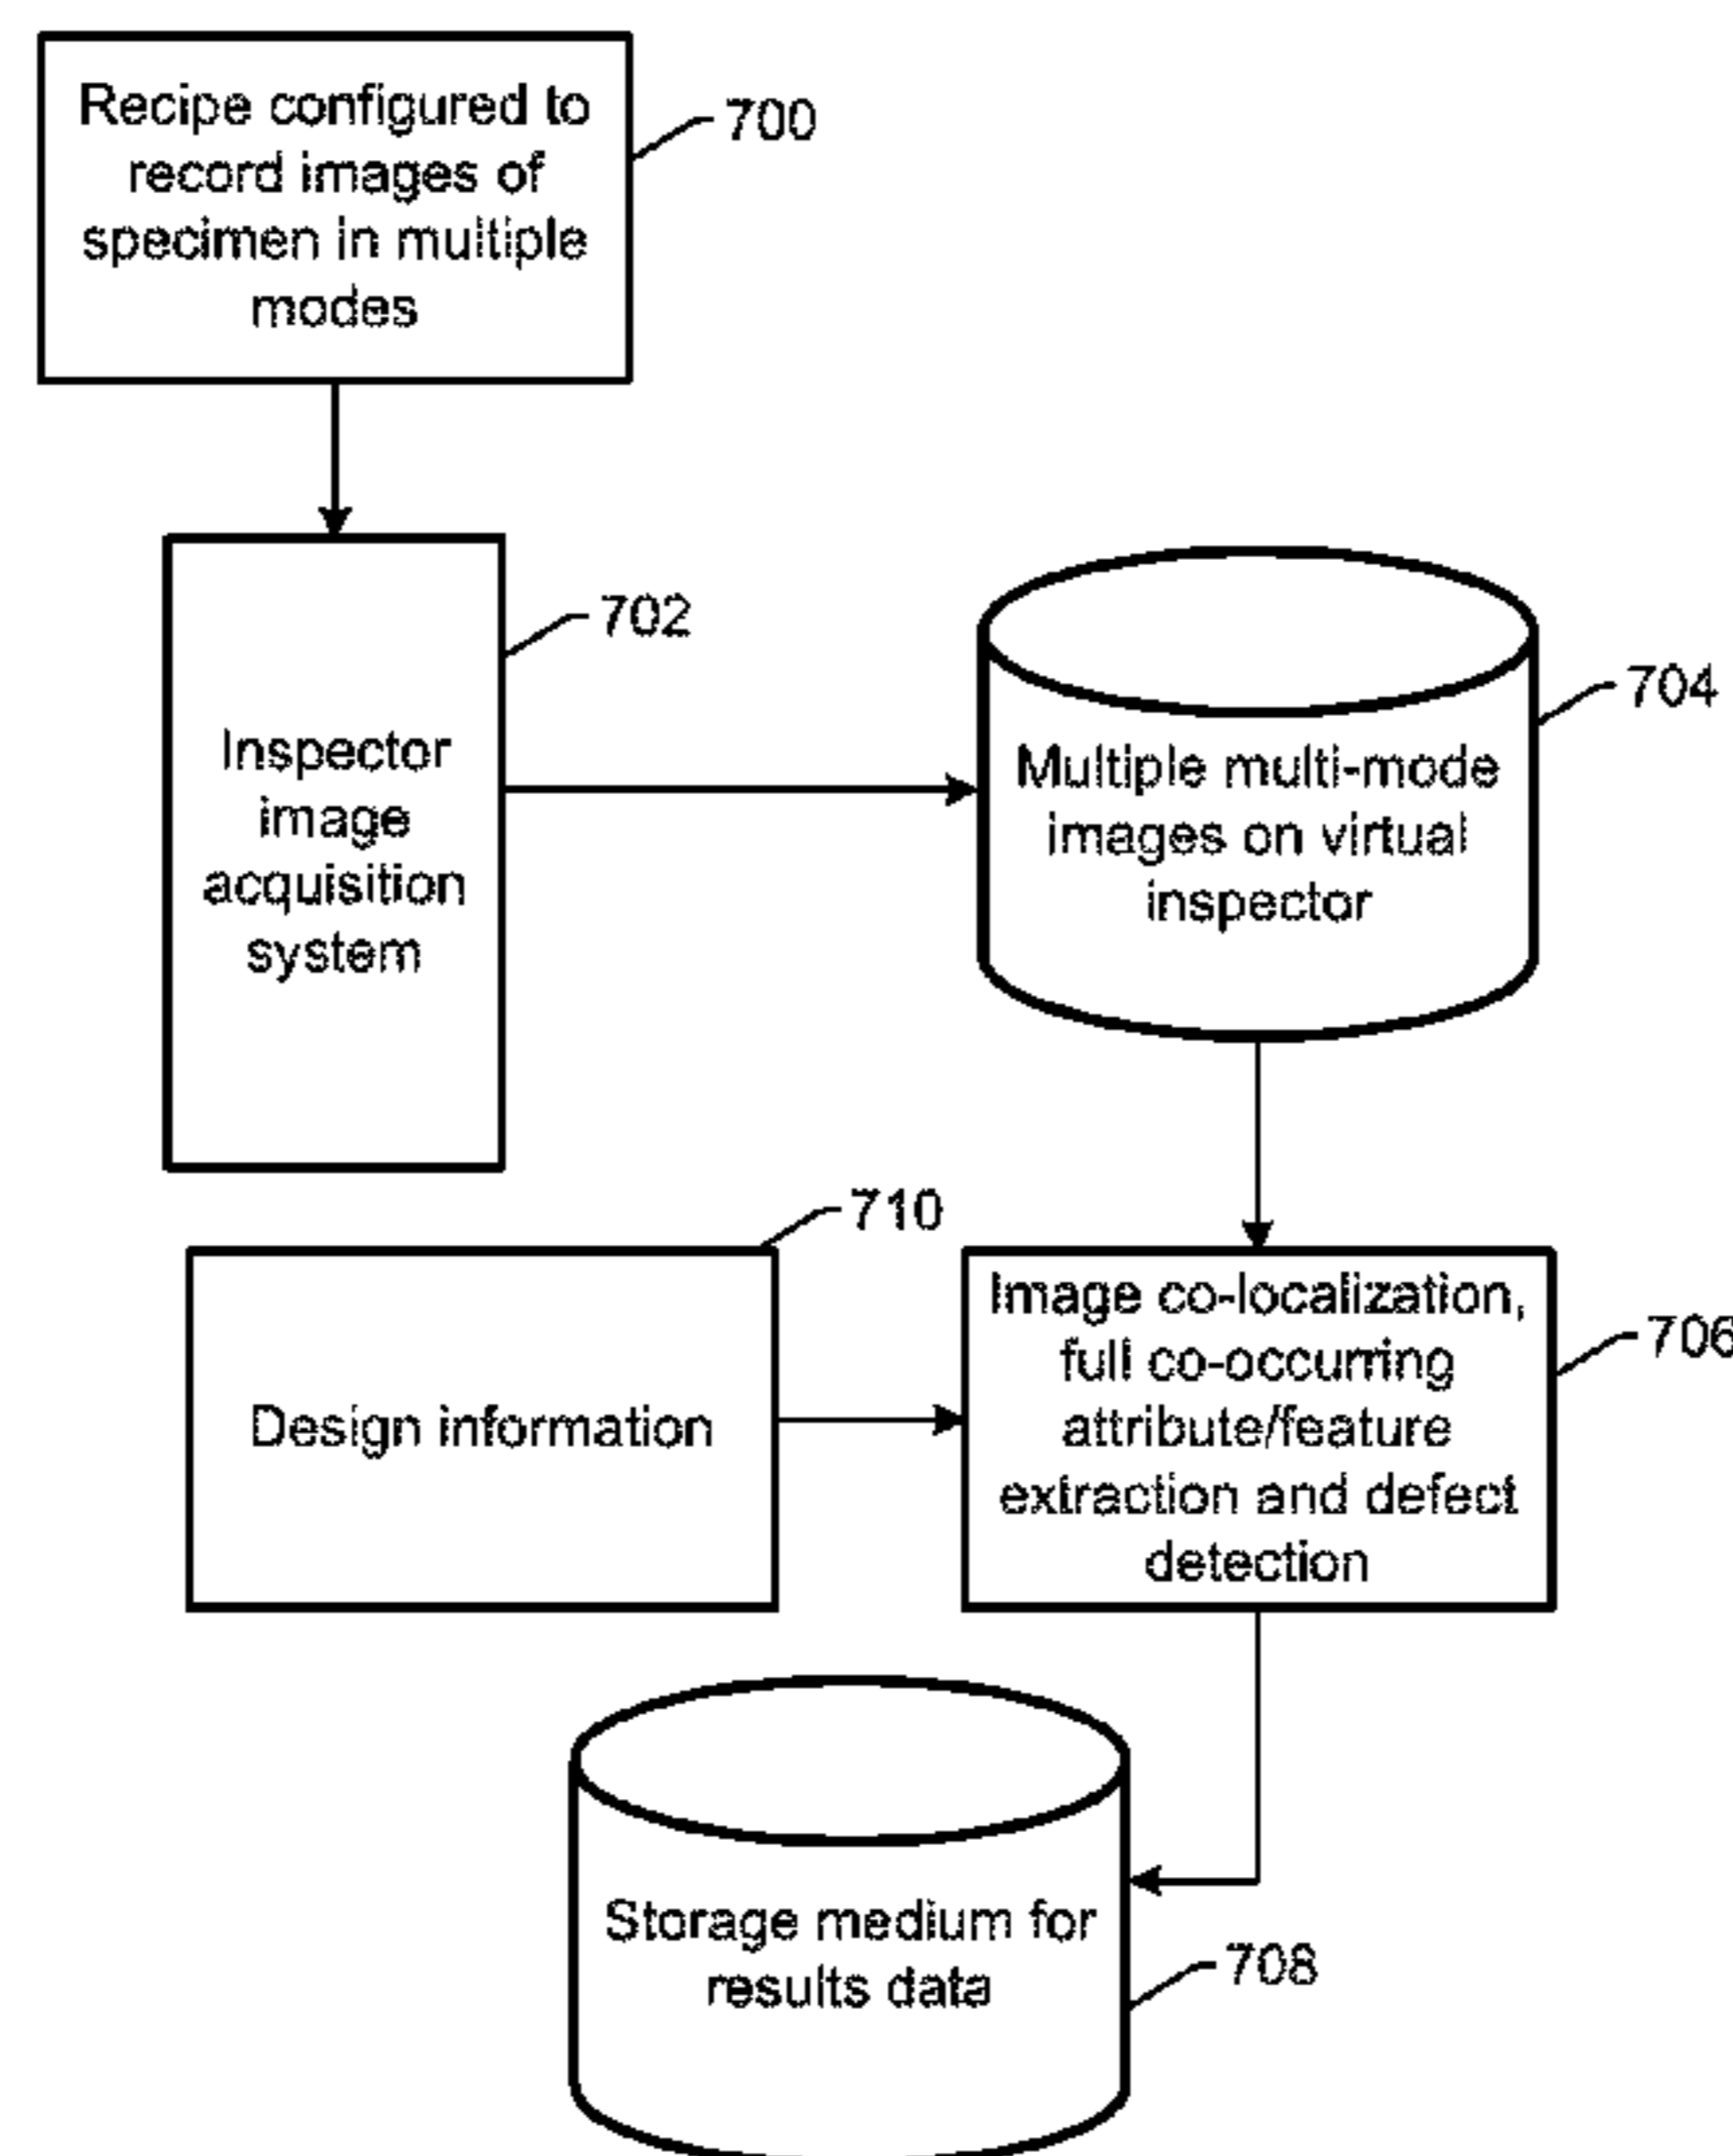 Recipe configured to
record images of
specimen in multiple
modes
700
Inspector
image
acquisition
system
702
Multiple multi-mode
images on virtual
inspector
704
Design information
710
Image co-localization,
full co-occurring
attribute/feature
extraction and defect
detection
706
Storage medium for
results data
708